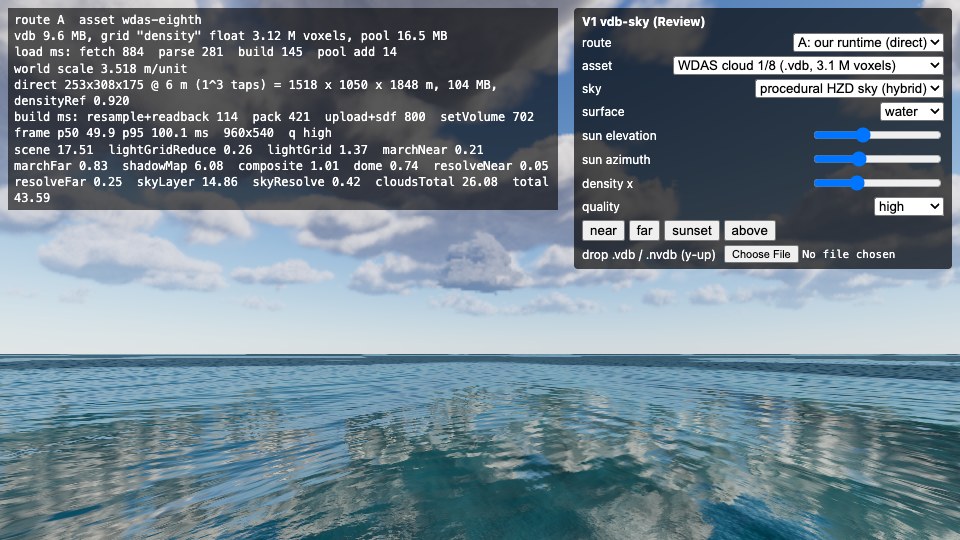 route A  asset wdas-eighth
vdb 9.6 MB, grid "density" float 3.12 M voxels, pool 16.5 MB
load ms: fetch 884  parse 281  build 145  pool add 14
world scale 3.518 m/unit
direct 253x308x175 @ 6 m (1^3 taps) = 1518 x 1050 x 1848 m, 104 MB,
densityRef 0.920
build ms: resample+readback 114  pack 421  upload+sdf 800  setVolume 702
frame p50 49.9 p95 100.1 ms  960x540  q high
scene 17.51  lightGridReduce 0.26  lightGrid 1.37  marchNear 0.21
marchFar 0.83  shadowMap 6.08  composite 1.01  dome 0.74  resolveNear 0.05
resolveFar 0.25  skyLayer 14.86  skyResolve 0.42  cloudsTotal 26.08  total
43.59
V1 vdb-sky (Review)
route A: our runtime (direct)
asset WDAS cloud 1/8 (.vdb, 3.1 M voxels)
sky procedural HZD sky (hybrid)
surface water
sun elevation
sun azimuth
density x
quality high
near far sunset above
drop .vdb / .nvdb (y-up) Choose File No file chosen